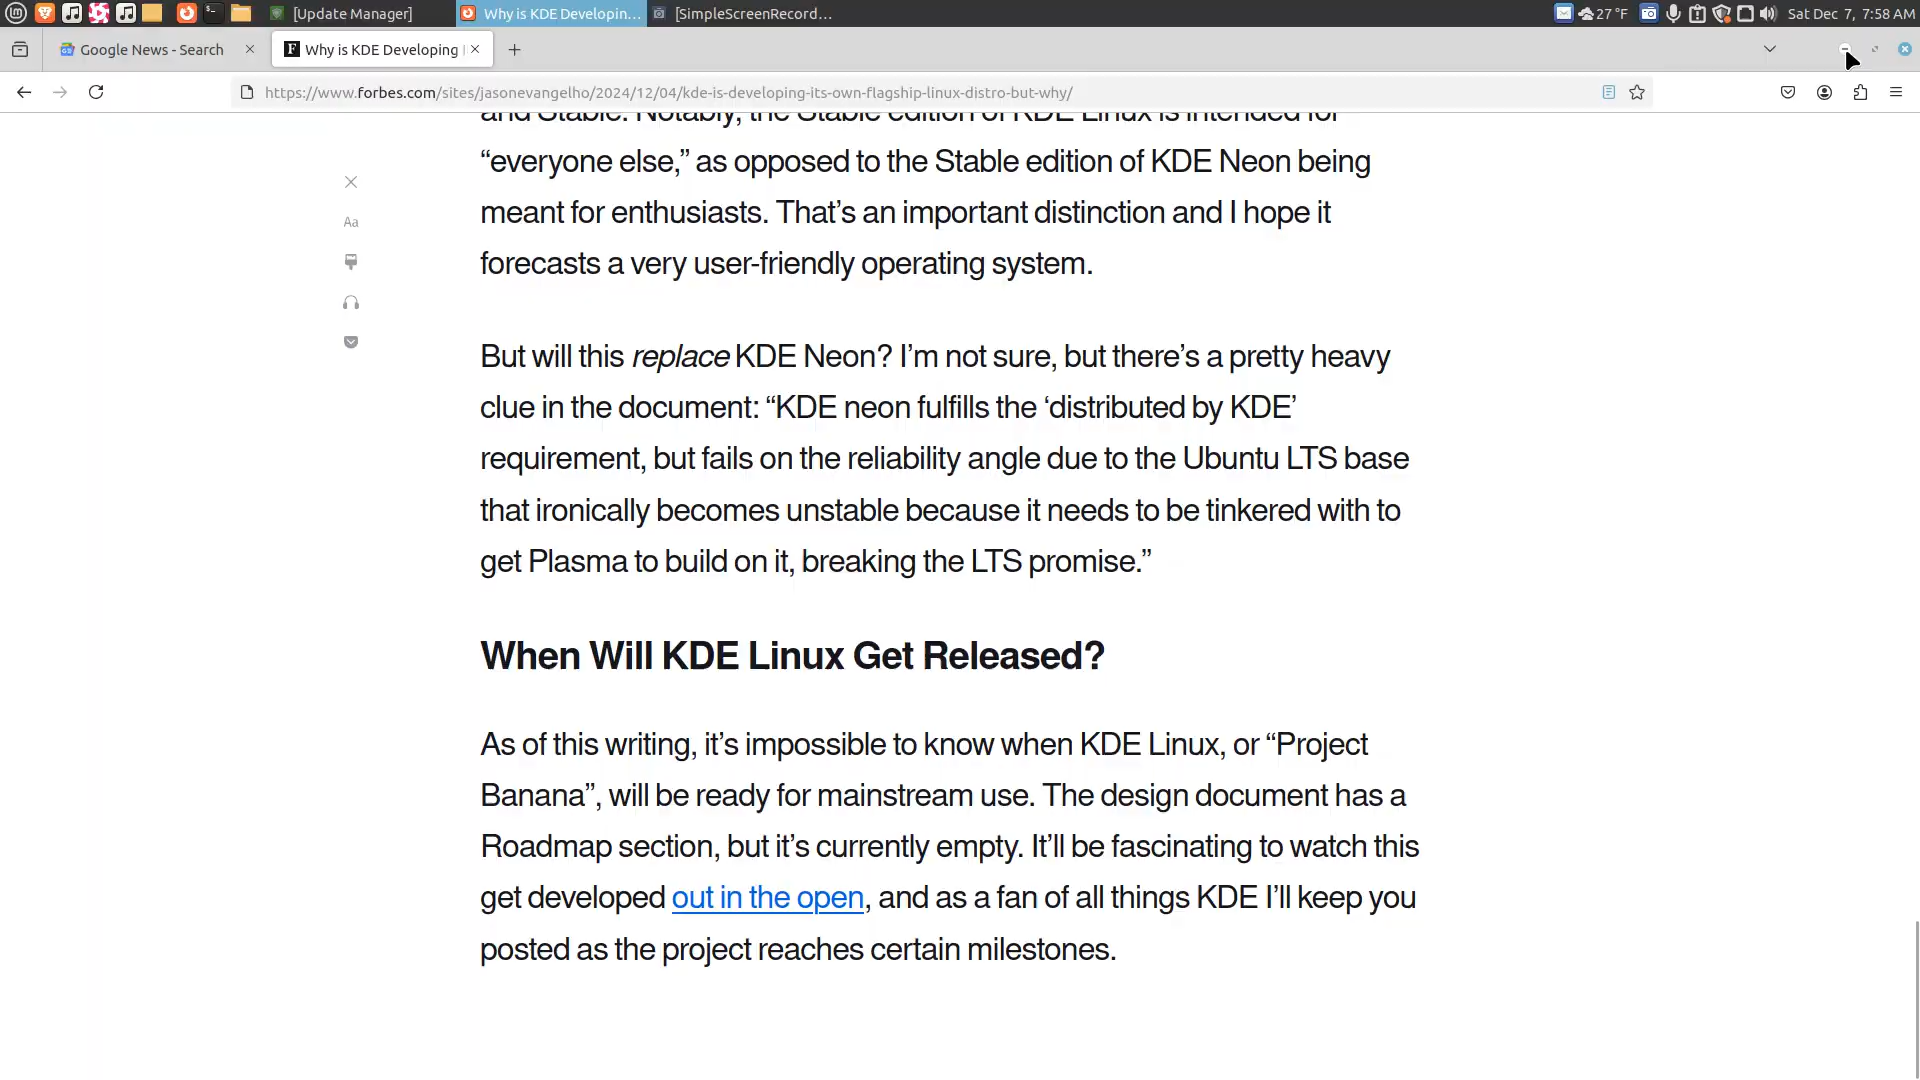 [Update Manager]
Why is KDE Developin...
[SimpleScreenRecord...
27 °F
Sat Dec 7, 7:58 AM
Google News - Search
Why is KDE Developing
https://www.forbes.com/sites/jasonevangelho/2024/12/04/kde-is-developing-its-own-flagship-linux-distro-but-why/
Aa
and Stable. Notably, the Stable edition of KDE Linux is intended for
“everyone else,” as opposed to the Stable edition of KDE Neon being
meant for enthusiasts. That’s an important distinction and I hope it
forecasts a very user-friendly operating system.
But will this replace KDE Neon? I’m not sure, but there’s a pretty heavy
clue in the document: “KDE neon fulfills the ‘distributed by KDE’
requirement, but fails on the reliability angle due to the Ubuntu LTS base
that ironically becomes unstable because it needs to be tinkered with to
get Plasma to build on it, breaking the LTS promise.”
When Will KDE Linux Get Released?
As of this writing, it’s impossible to know when KDE Linux, or “Project
Banana”, will be ready for mainstream use. The design document has a
Roadmap section, but it’s currently empty. It’ll be fascinating to watch this
get developed out in the open, and as a fan of all things KDE I’ll keep you
posted as the project reaches certain milestones.